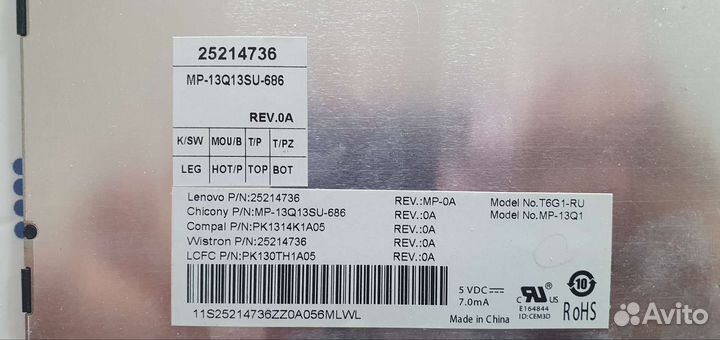 25214736
MP-13Q13SU-686
REV.0A
K/SW MOU/B T/P T/PZ
LEG HOT/P TOP BOT
Lenovo P/N:25214736 REV.:MP-0A Model No.T6G1-RU
Chicony P/N:MP-13Q13SU-686 REV.:0A Model No.MP-13Q1
Compal P/N:PK1314K1A05 REV.:0A
Wistron P/N:25214736 REV.:0A
LCFC P/N:PK130TH1A05 REV.:0A
5 VDC
7.0mA
Made in China
C US
E164844
ID:CEM3D
10
RoHS
11S25214736ZZ0A056MLWL
Avito